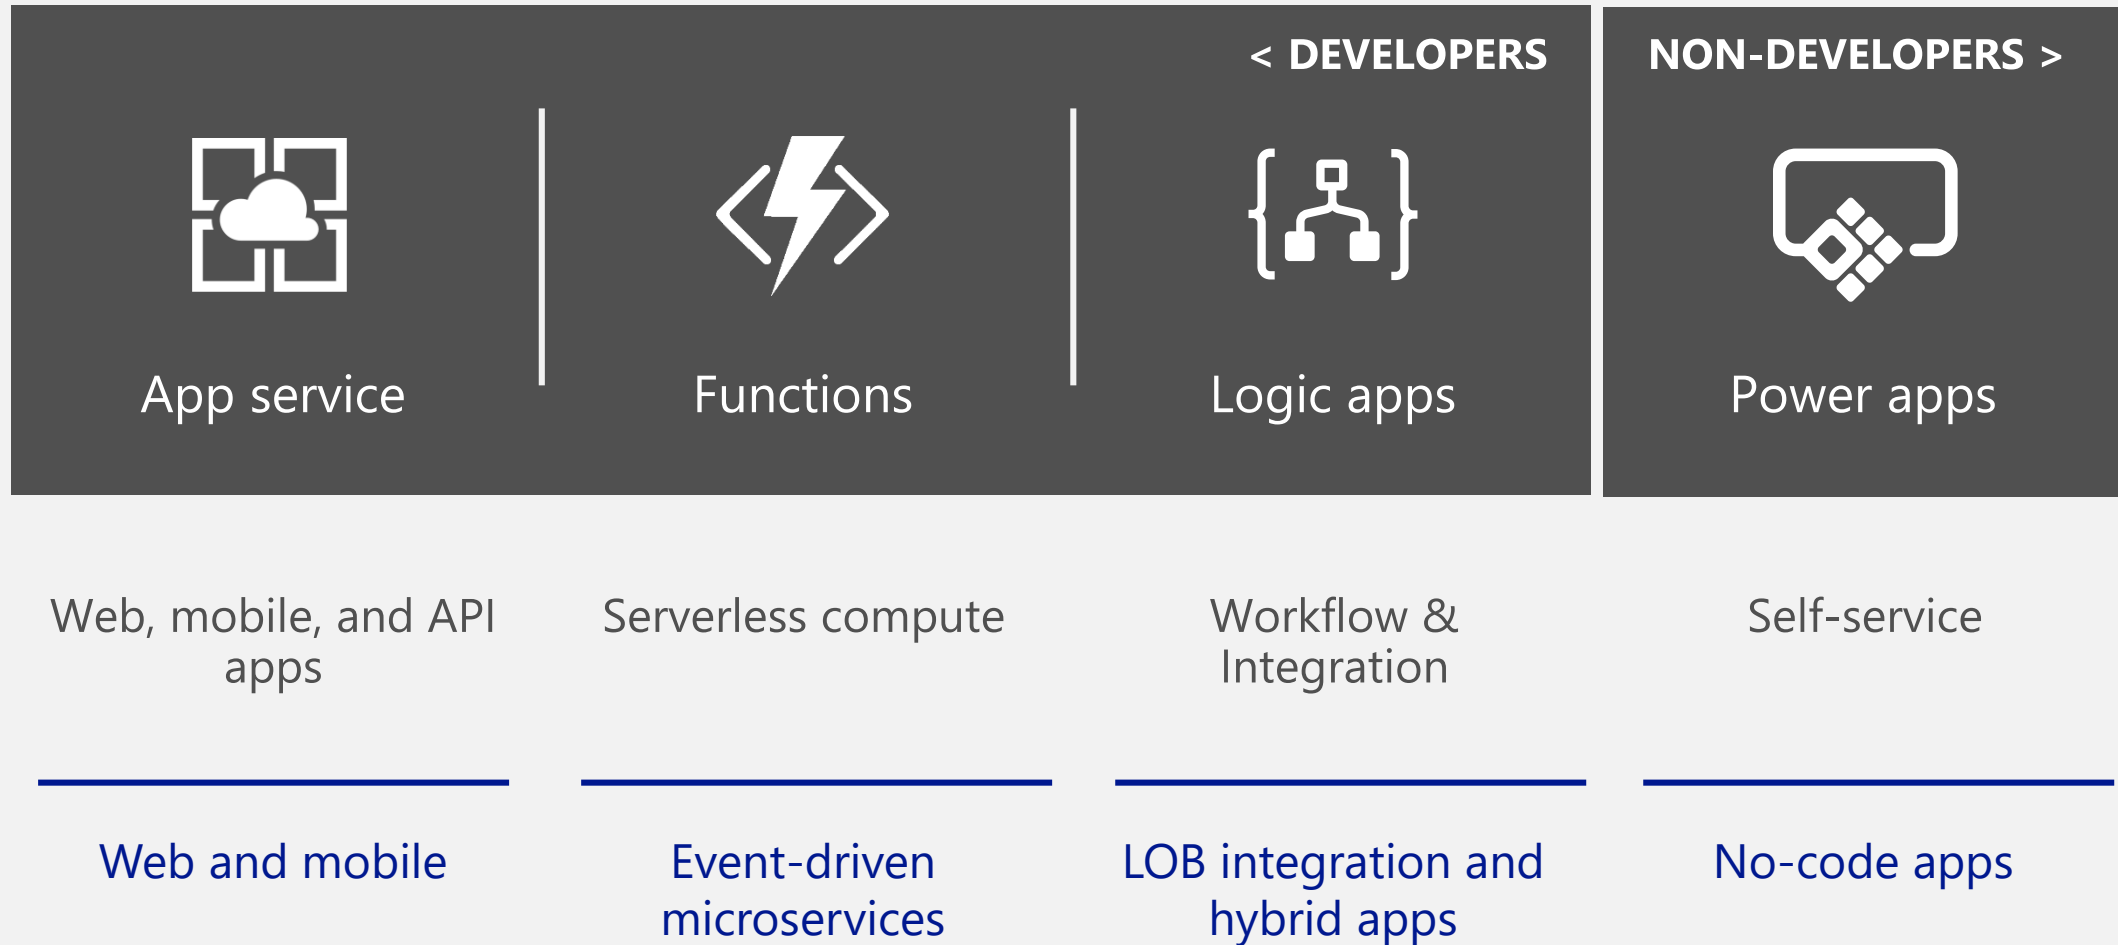 < DEVELOPERS
NON-DEVELOPERS >
App service
Functions
Logic apps
Power apps
Web, mobile, and API
apps
Serverless compute
Workflow &
Integration
Self-service
Web and mobile
Event-driven
microservices
LOB integration and
hybrid apps
No-code apps